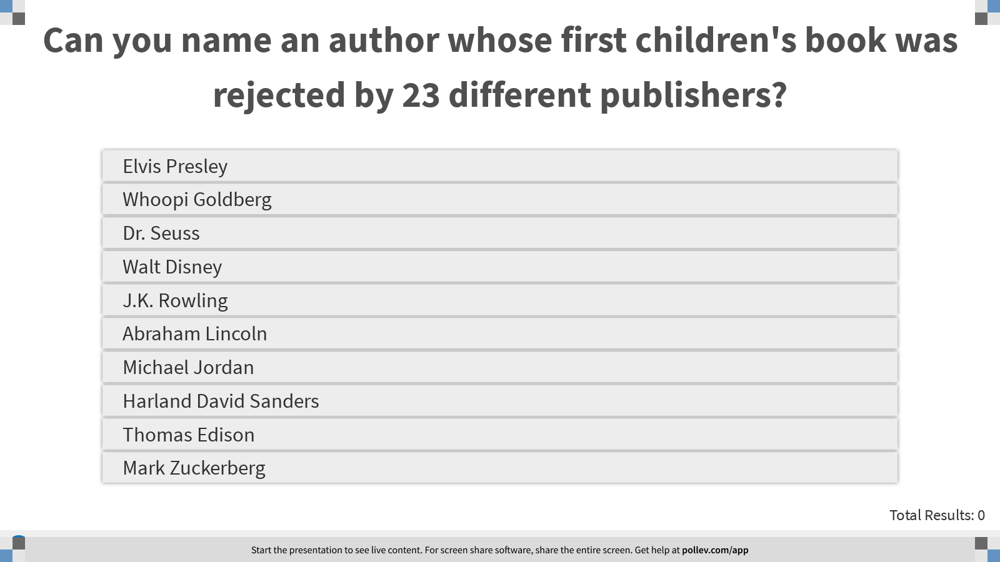 Can you name an author whose first children's book was
rejected by 23 different publishers?
Elvis Presley
Whoopi Goldberg
Dr. Seuss
Walt Disney
J.K. Rowling
Abraham Lincoln
Michael Jordan
Harland David Sanders
Thomas Edison
Mark Zuckerberg
Total Results: 0
Start the presentation to see live content. For screen share software, share the entire screen. Get help at pollev.com/app